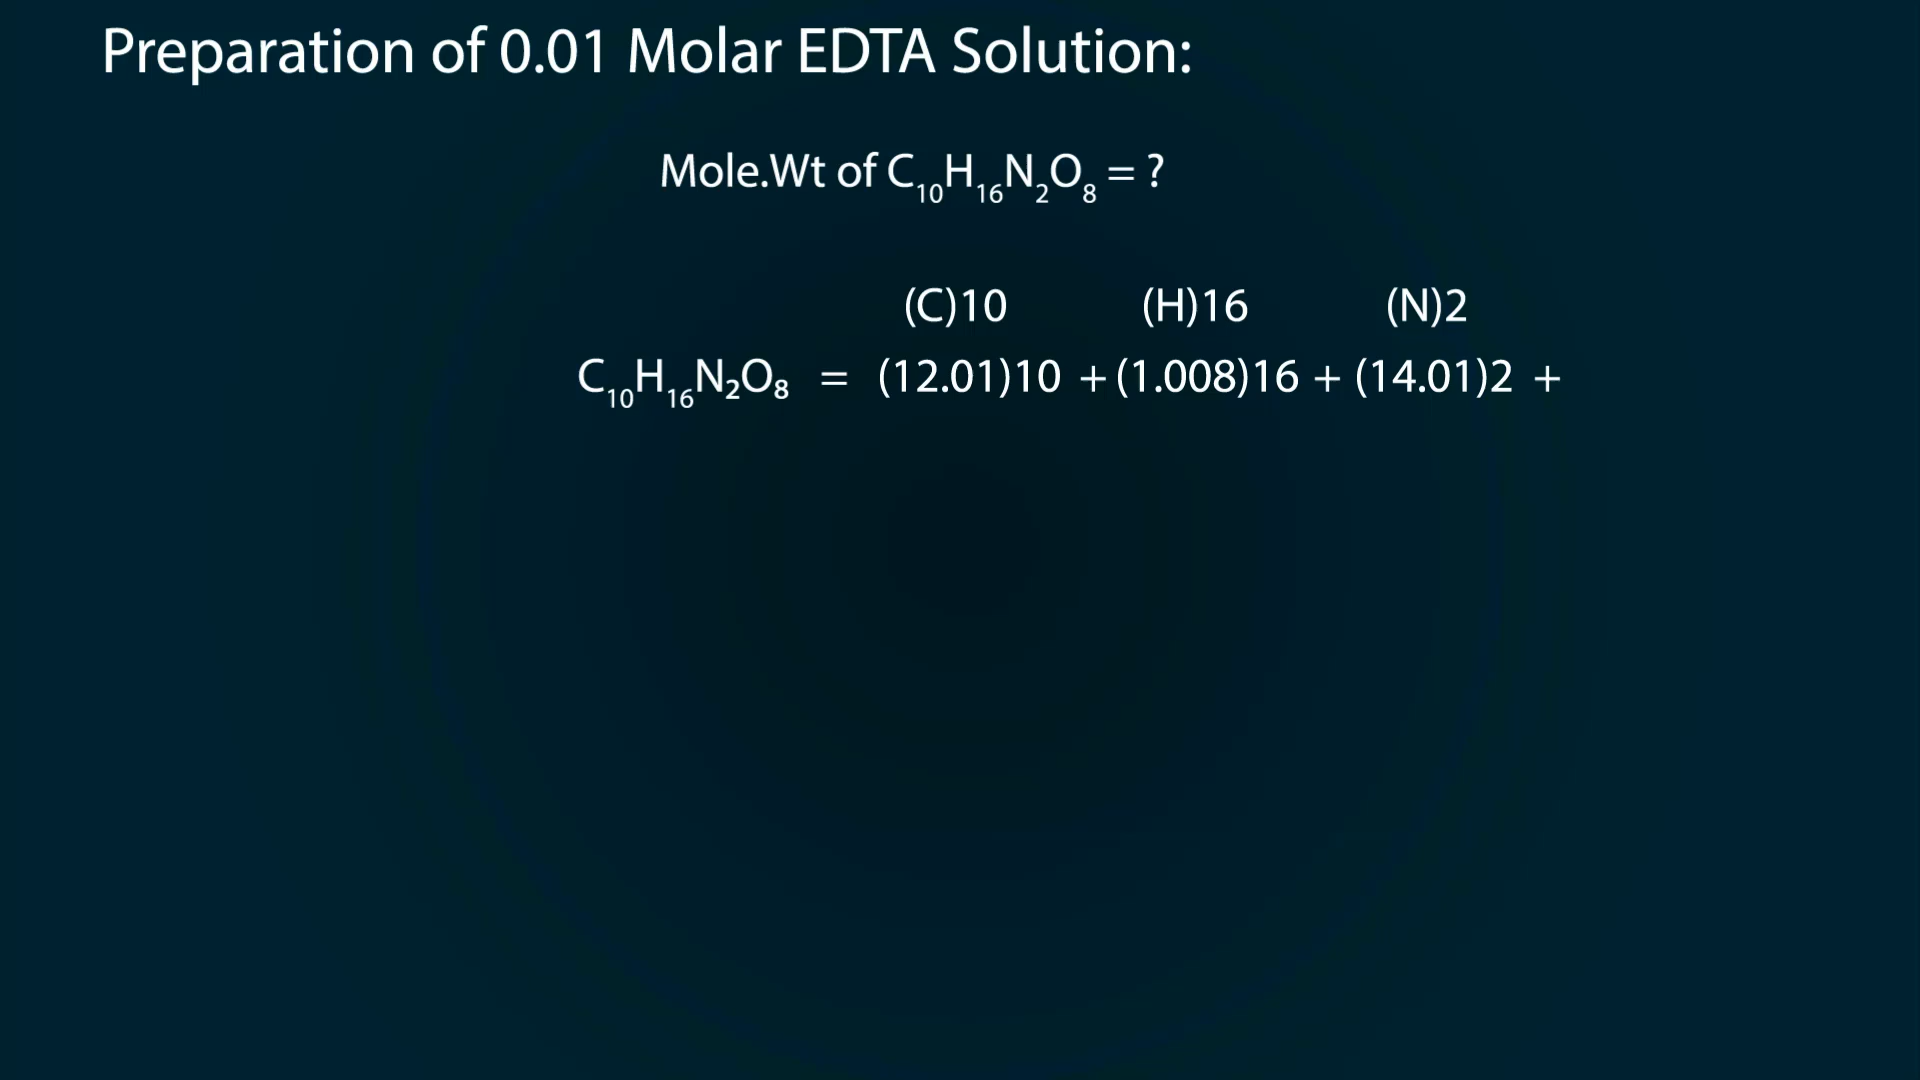 Preparation of 0.01 Molar EDTA Solution:
Mole.Wt of C₁₀H₁₆N₂O₈ = ?
(C)10 (H)16 (N)2
C₁₀H₁₆N₂O₈ = (12.01)10 + (1.008)16 + (14.01)2 +